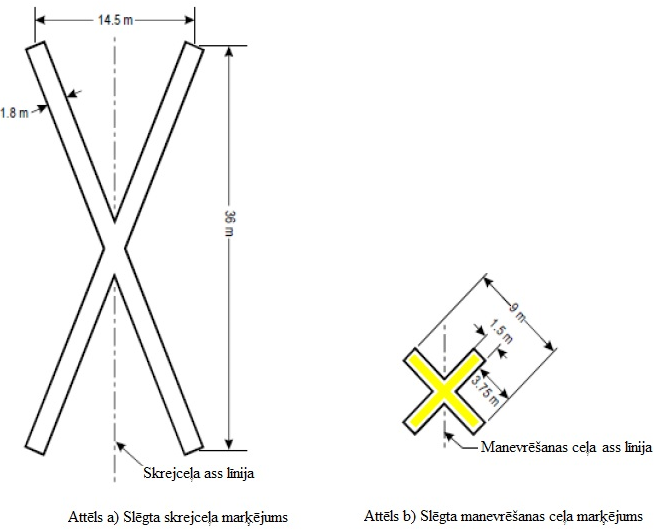 14.5 m
1.8 m
36 m
9 m
1.5 m
3.75 m
Manevrēšanas ceļa ass līnija
Skrejceļa ass līnija
Attēls a) Slēgta skrejceļa marķējums
Attēls b) Slēgta manevrēšanas ceļa marķējums